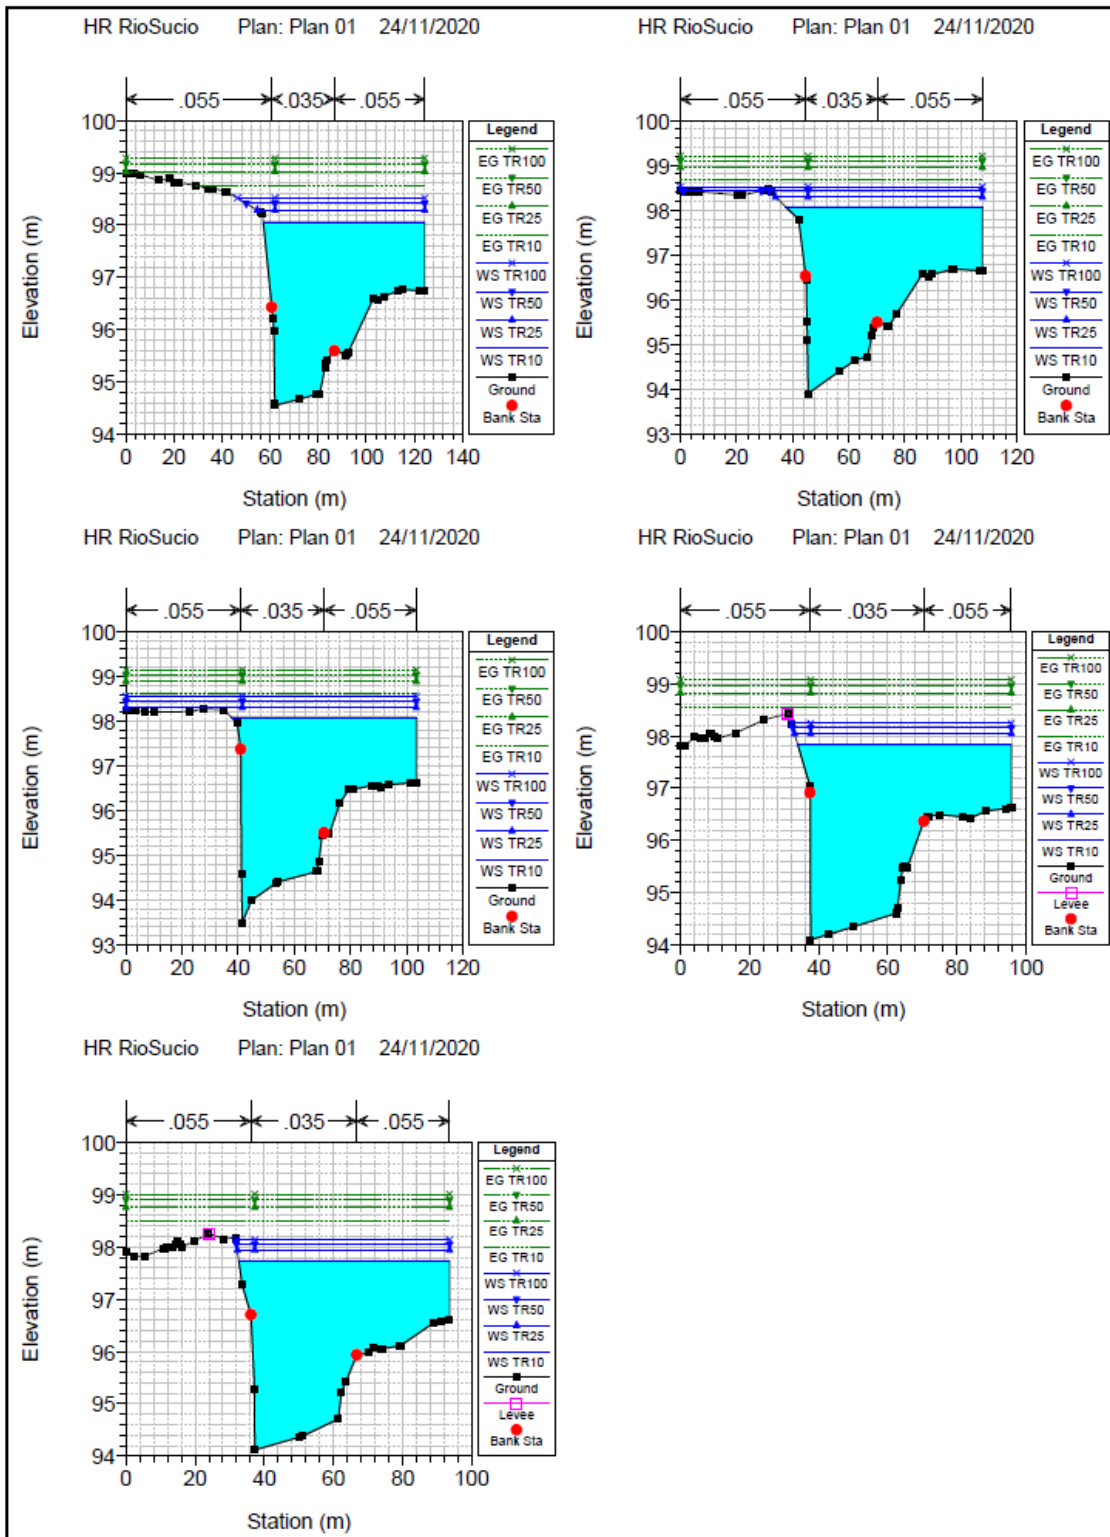 HR RioSucio Plan: Plan 01 24/11/2020
.055 .035 .055
100
99
98
97
96
95
94
Elevation (m)
0 20 40 60 80 100 120 140
Station (m)
Legend
EG TR100
EG TR50
EG TR25
EG TR10
WS TR100
WS TR50
WS TR25
WS TR10
Ground
Bank Sta
HR RioSucio Plan: Plan 01 24/11/2020
.055 .035 .055
100
99
98
97
96
95
94
93
Elevation (m)
0 20 40 60 80 100 120
Station (m)
Legend
EG TR100
EG TR50
EG TR25
EG TR10
WS TR100
WS TR50
WS TR25
WS TR10
Ground
Bank Sta
HR RioSucio Plan: Plan 01 24/11/2020
.055 .035 .055
100
99
98
97
96
95
94
93
Elevation (m)
0 20 40 60 80 100 120
Station (m)
Legend
EG TR100
EG TR50
EG TR25
EG TR10
WS TR100
WS TR50
WS TR25
WS TR10
Ground
Bank Sta
HR RioSucio Plan: Plan 01 24/11/2020
.055 .035 .055
100
99
98
97
96
95
94
Elevation (m)
0 20 40 60 80 100
Station (m)
Legend
EG TR100
EG TR50
EG TR25
EG TR10
WS TR100
WS TR50
WS TR25
WS TR10
Ground
Levee
Bank Sta
HR RioSucio Plan: Plan 01 24/11/2020
.055 .035 .055
100
99
98
97
96
95
94
Elevation (m)
0 20 40 60 80 100
Station (m)
Legend
EG TR100
EG TR50
EG TR25
EG TR10
WS TR100
WS TR50
WS TR25
WS TR10
Ground
Levee
Bank Sta